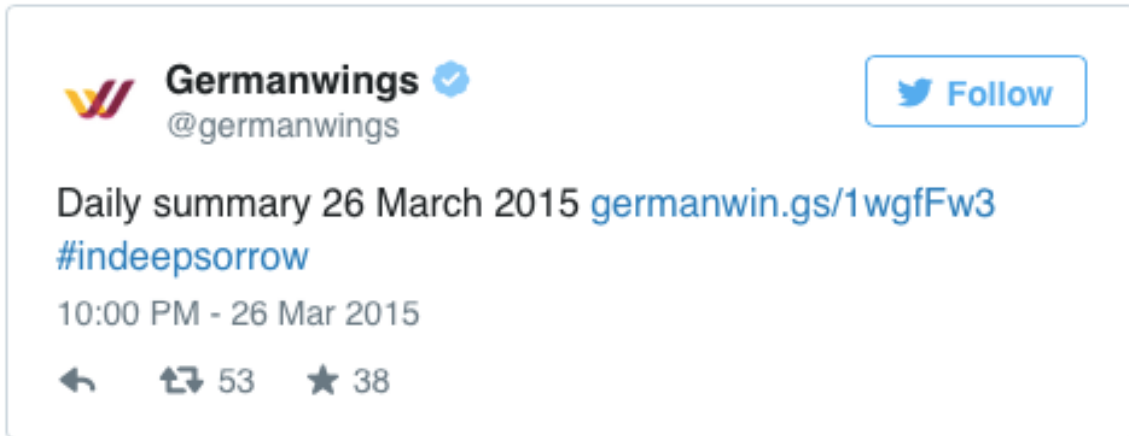 Germanwings
@germanwings
Follow
Daily summary 26 March 2015 germanwin.gs/1wgfFw3
#indeepsorrow
10:00 PM - 26 Mar 2015
53 38